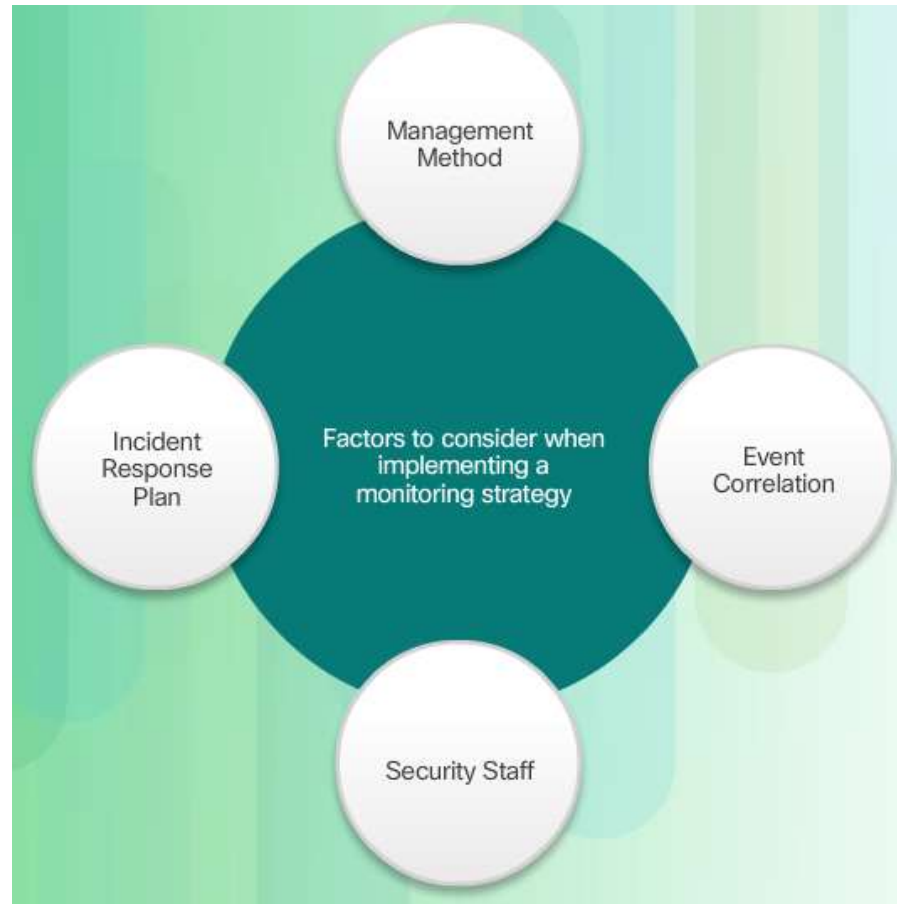 Management
Method
Incident
Response
Plan
Factors to consider when
implementing a
monitoring strategy
Event
Correlation
Security Staff